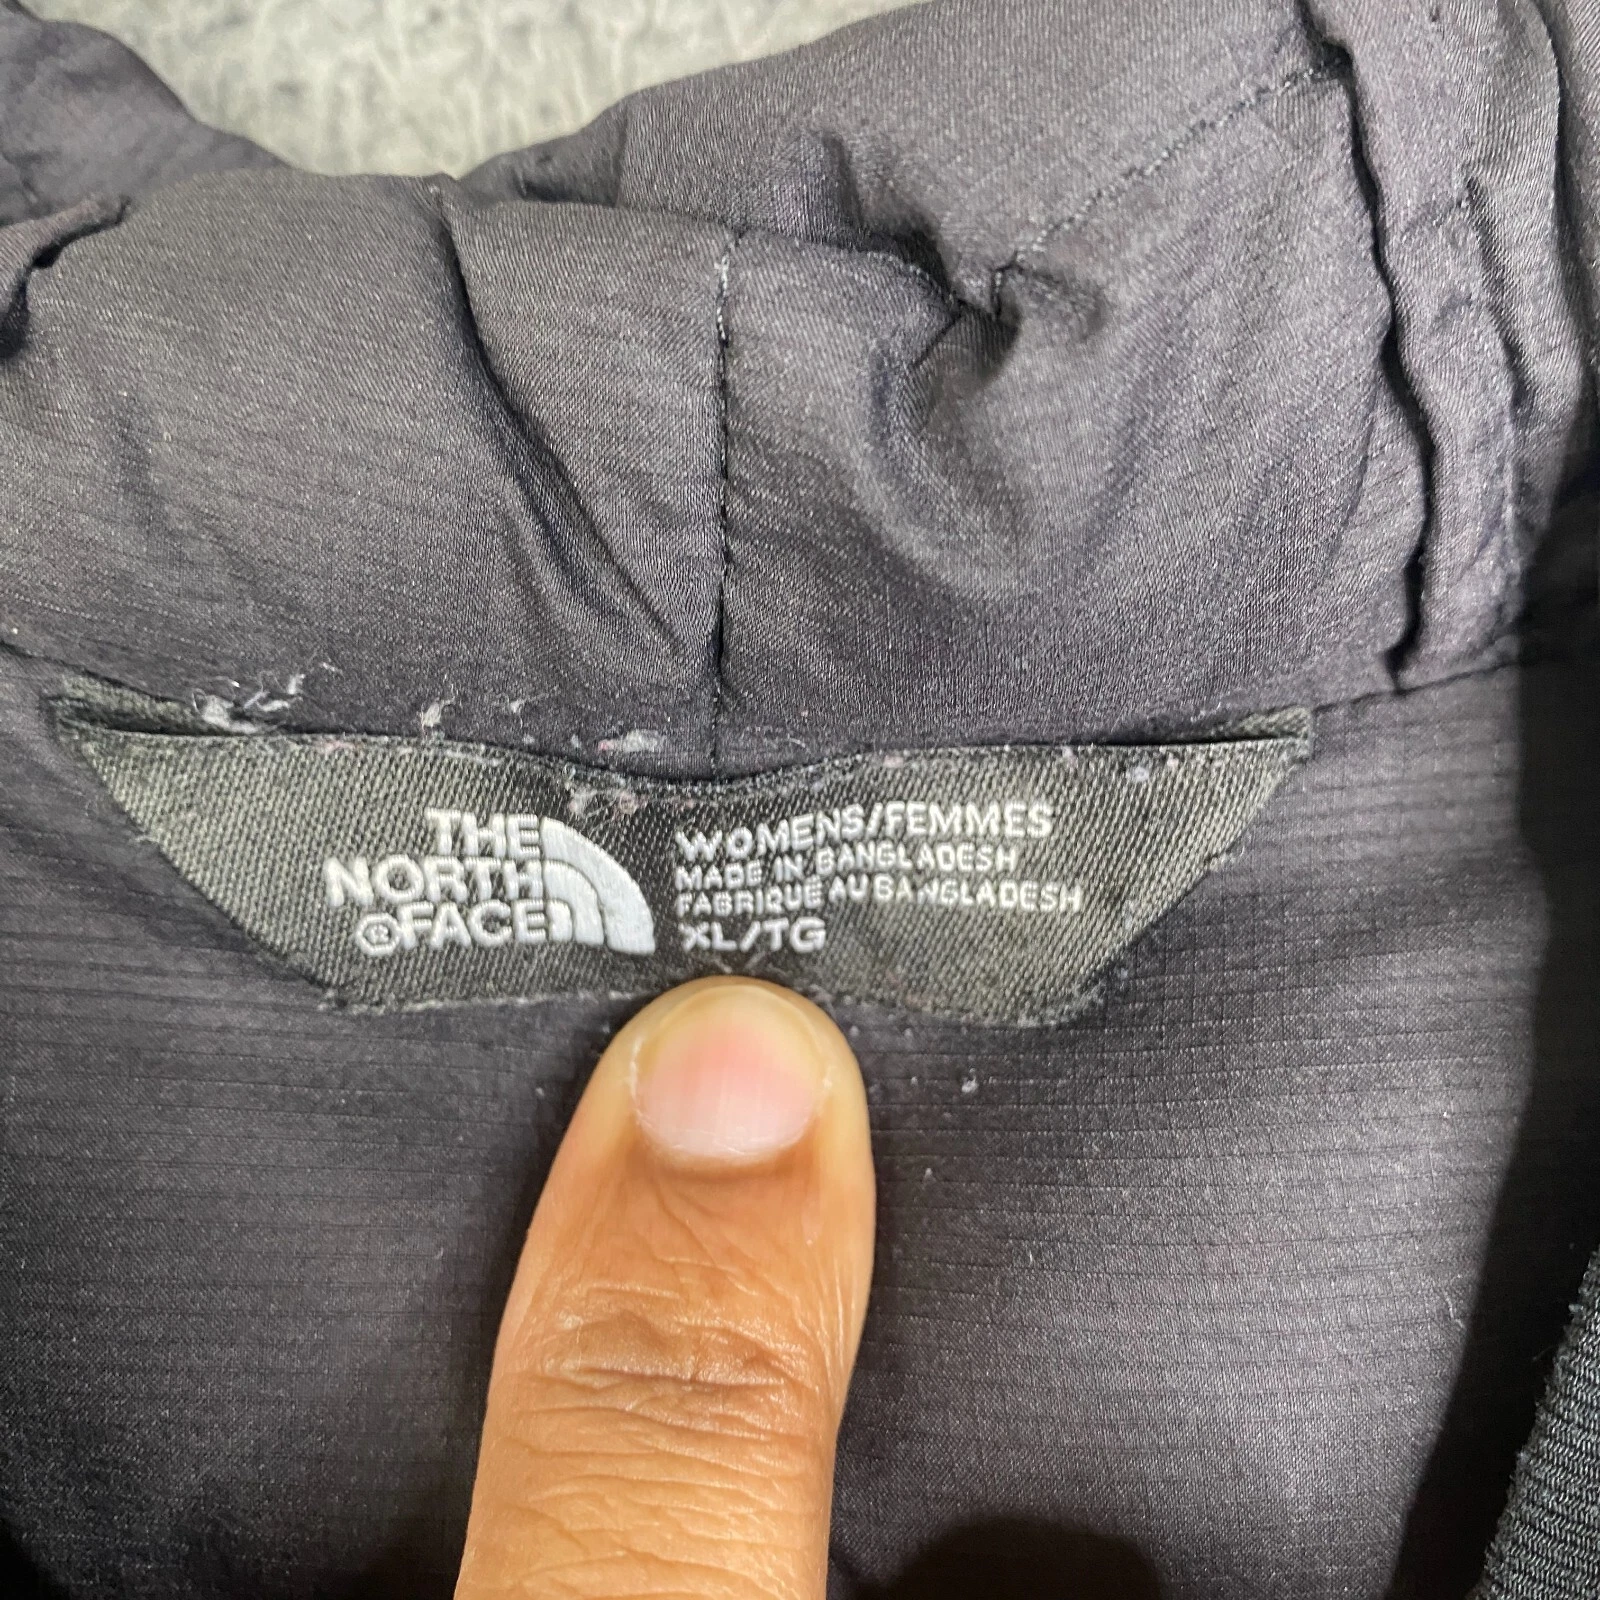 THE
NORTH
® FACE
WOMENS/FEMMES
MADE IN BANGLADESH
FABRIQUE AU BANGLADESH
XL/TG